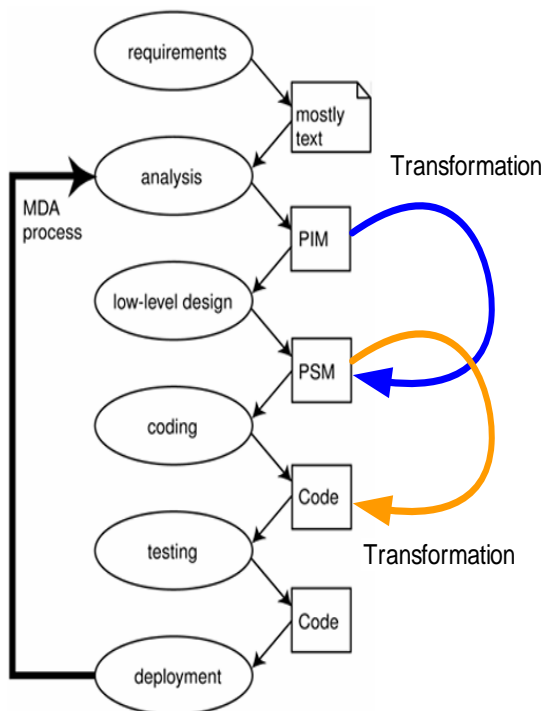 requirements
mostly
text
Transformation
analysis
MDA
process
PIM
low-level design
PSM
coding
Code
Transformation
testing
Code
deployment